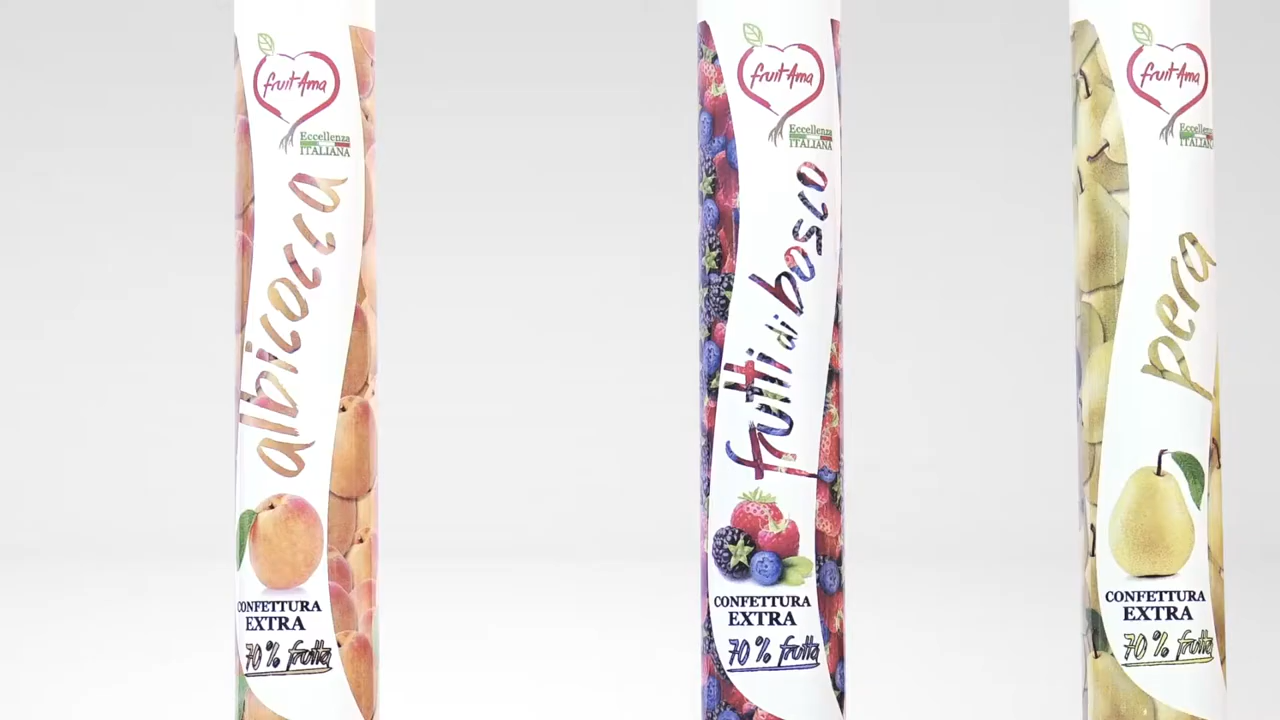 fruitAma
Eccellenza
ITALIANA
albicocca
CONFETTURA
EXTRA
70% frutta
fruitAma
Eccellenza
ITALIANA
frutti di bosco
CONFETTURA
EXTRA
70% frutta
fruitAma
Eccellenza
ITALIANA
pera
CONFETTURA
EXTRA
70% frutta